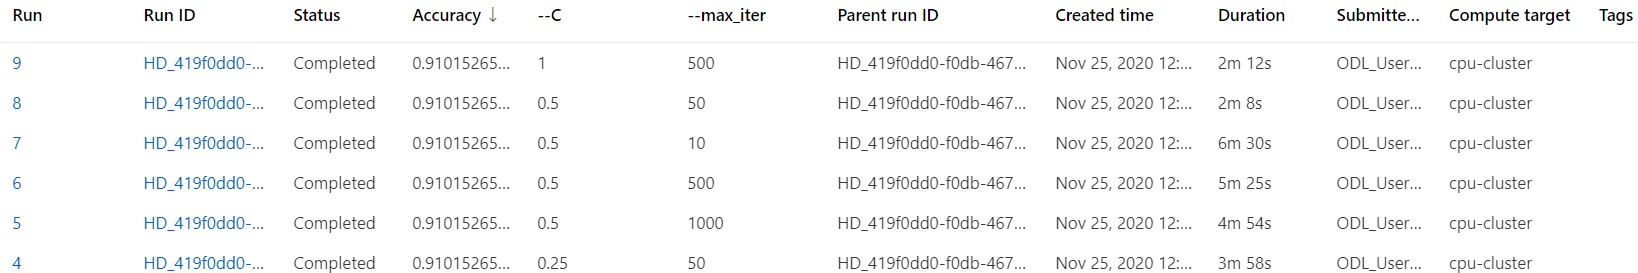 Run Run ID Status Accuracy ↓ --C --max_iter Parent run ID Created time Duration Submitte... Compute target Tags
9 HD_419f0dd0-... Completed 0.91015265... 1 500 HD_419f0dd0-f0db-467... Nov 25, 2020 12:... 2m 12s ODL_User... cpu-cluster
8 HD_419f0dd0-... Completed 0.91015265... 0.5 50 HD_419f0dd0-f0db-467... Nov 25, 2020 12:... 2m 8s ODL_User... cpu-cluster
7 HD_419f0dd0-... Completed 0.91015265... 0.5 10 HD_419f0dd0-f0db-467... Nov 25, 2020 12:... 6m 30s ODL_User... cpu-cluster
6 HD_419f0dd0-... Completed 0.91015265... 0.5 500 HD_419f0dd0-f0db-467... Nov 25, 2020 12:... 5m 25s ODL_User... cpu-cluster
5 HD_419f0dd0-... Completed 0.91015265... 0.5 1000 HD_419f0dd0-f0db-467... Nov 25, 2020 12:... 4m 54s ODL_User... cpu-cluster
4 HD_419f0dd0-... Completed 0.91015265... 0.25 50 HD_419f0dd0-f0db-467... Nov 25, 2020 12:... 3m 58s ODL_User... cpu-cluster